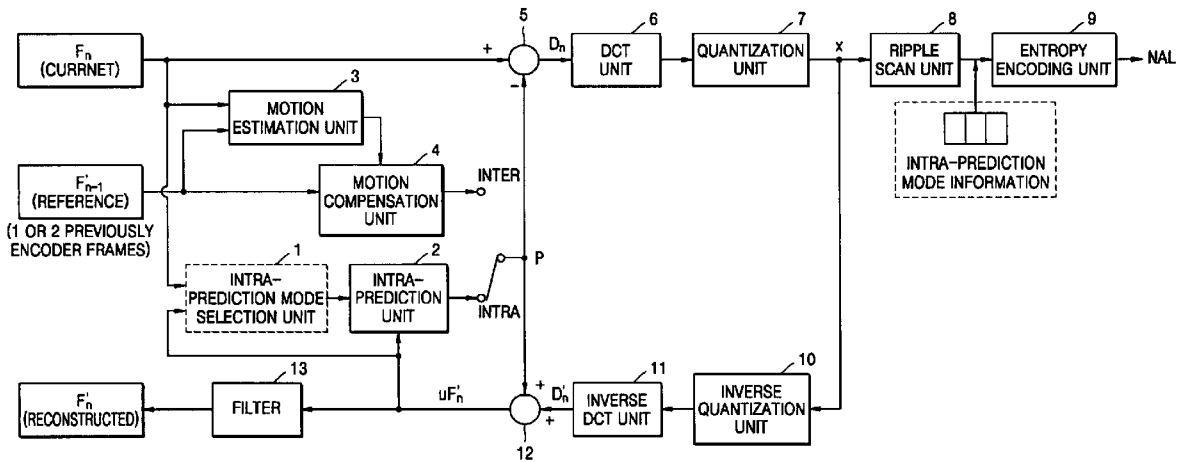 Fn
(CURRNET)
+
5
−
Dn
6
DCT
UNIT
7
QUANTIZATION
UNIT
x
8
RIPPLE
SCAN UNIT
9
ENTROPY
ENCODING UNIT
NAL
3
MOTION
ESTIMATION UNIT
INTRA-PREDICTION
MODE INFORMATION
F'n-1
(REFERENCE)
(1 OR 2 PREVIOUSLY
ENCODER FRAMES)
4
MOTION
COMPENSATION
UNIT
INTER
1
INTRA-
PREDICTION MODE
SELECTION UNIT
2
INTRA-
PREDICTION
UNIT
INTRA
P
F'n
(RECONSTRUCTED)
13
FILTER
uF'n
+
+
12
D'n
11
INVERSE
DCT UNIT
10
INVERSE
QUANTIZATION
UNIT